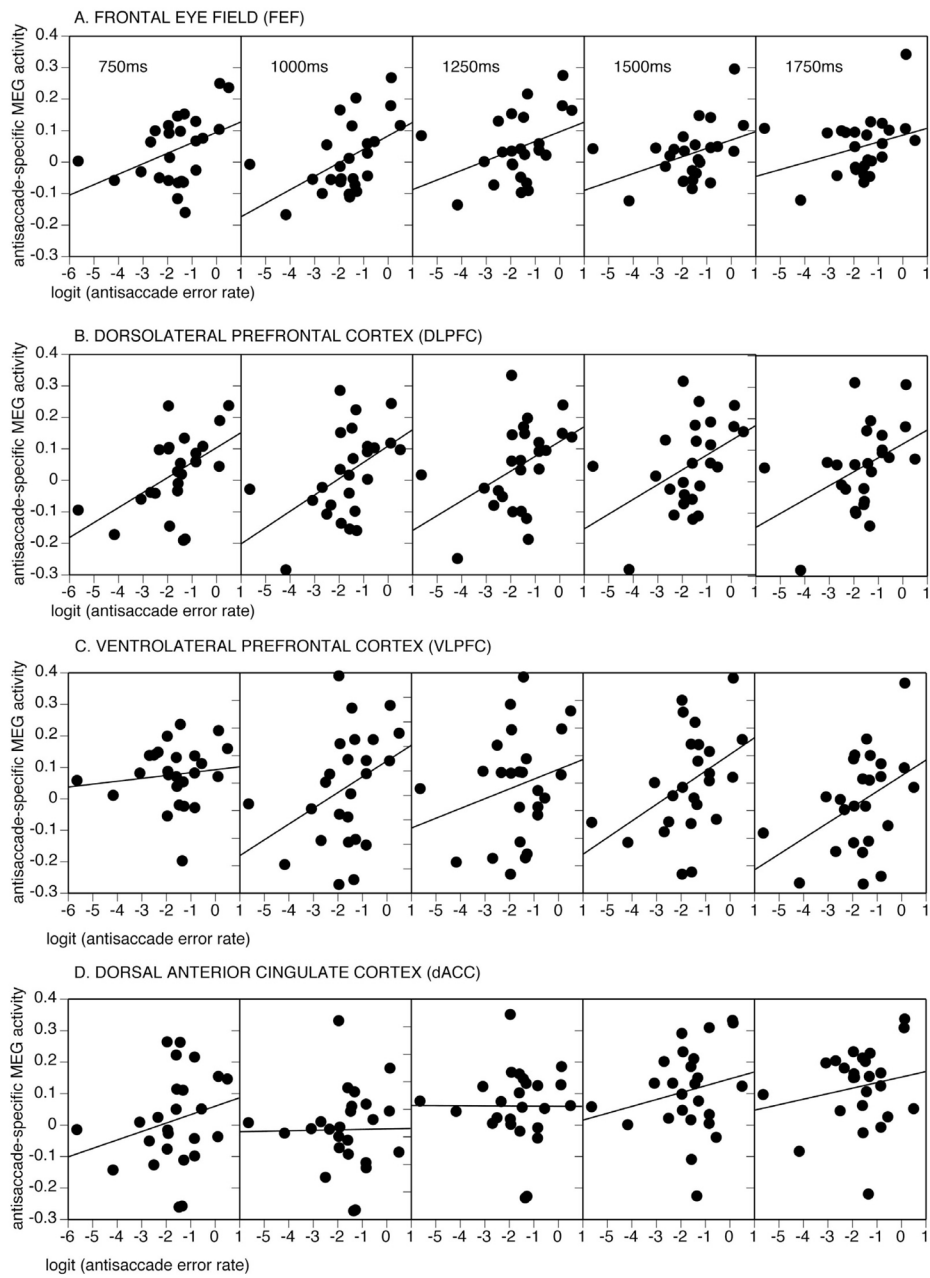 A. FRONTAL EYE FIELD (FEF)
antisaccade-specific MEG activity
0.4
0.3
0.2
0.1
0
-0.1
-0.2
-0.3
750ms 1000ms 1250ms 1500ms 1750ms
-6 -5 -4 -3 -2 -1 0 1 -5 -4 -3 -2 -1 0 1 -5 -4 -3 -2 -1 0 1 -5 -4 -3 -2 -1 0 1 -5 -4 -3 -2 -1 0 1
logit (antisaccade error rate)
B. DORSOLATERAL PREFRONTAL CORTEX (DLPFC)
antisaccade-specific MEG activity
0.4
0.3
0.2
0.1
0
-0.1
-0.2
-0.3
-6 -5 -4 -3 -2 -1 0 1 -5 -4 -3 -2 -1 0 1 -5 -4 -3 -2 -1 0 1 -5 -4 -3 -2 -1 0 1 -5 -4 -3 -2 -1 0 1
logit (antisaccade error rate)
C. VENTROLATERAL PREFRONTAL CORTEX (VLPFC)
antisaccade-specific MEG activity
0.4
0.3
0.2
0.1
0
-0.1
-0.2
-0.3
-6 -5 -4 -3 -2 -1 0 1 -5 -4 -3 -2 -1 0 1 -5 -4 -3 -2 -1 0 1 -5 -4 -3 -2 -1 0 1 -5 -4 -3 -2 -1 0 1
logit (antisaccade error rate)
D. DORSAL ANTERIOR CINGULATE CORTEX (dACC)
antisaccade-specific MEG activity
0.4
0.3
0.2
0.1
0
-0.1
-0.2
-0.3
-6 -5 -4 -3 -2 -1 0 1 -5 -4 -3 -2 -1 0 1 -5 -4 -3 -2 -1 0 1 -5 -4 -3 -2 -1 0 1 -5 -4 -3 -2 -1 0 1
logit (antisaccade error rate)